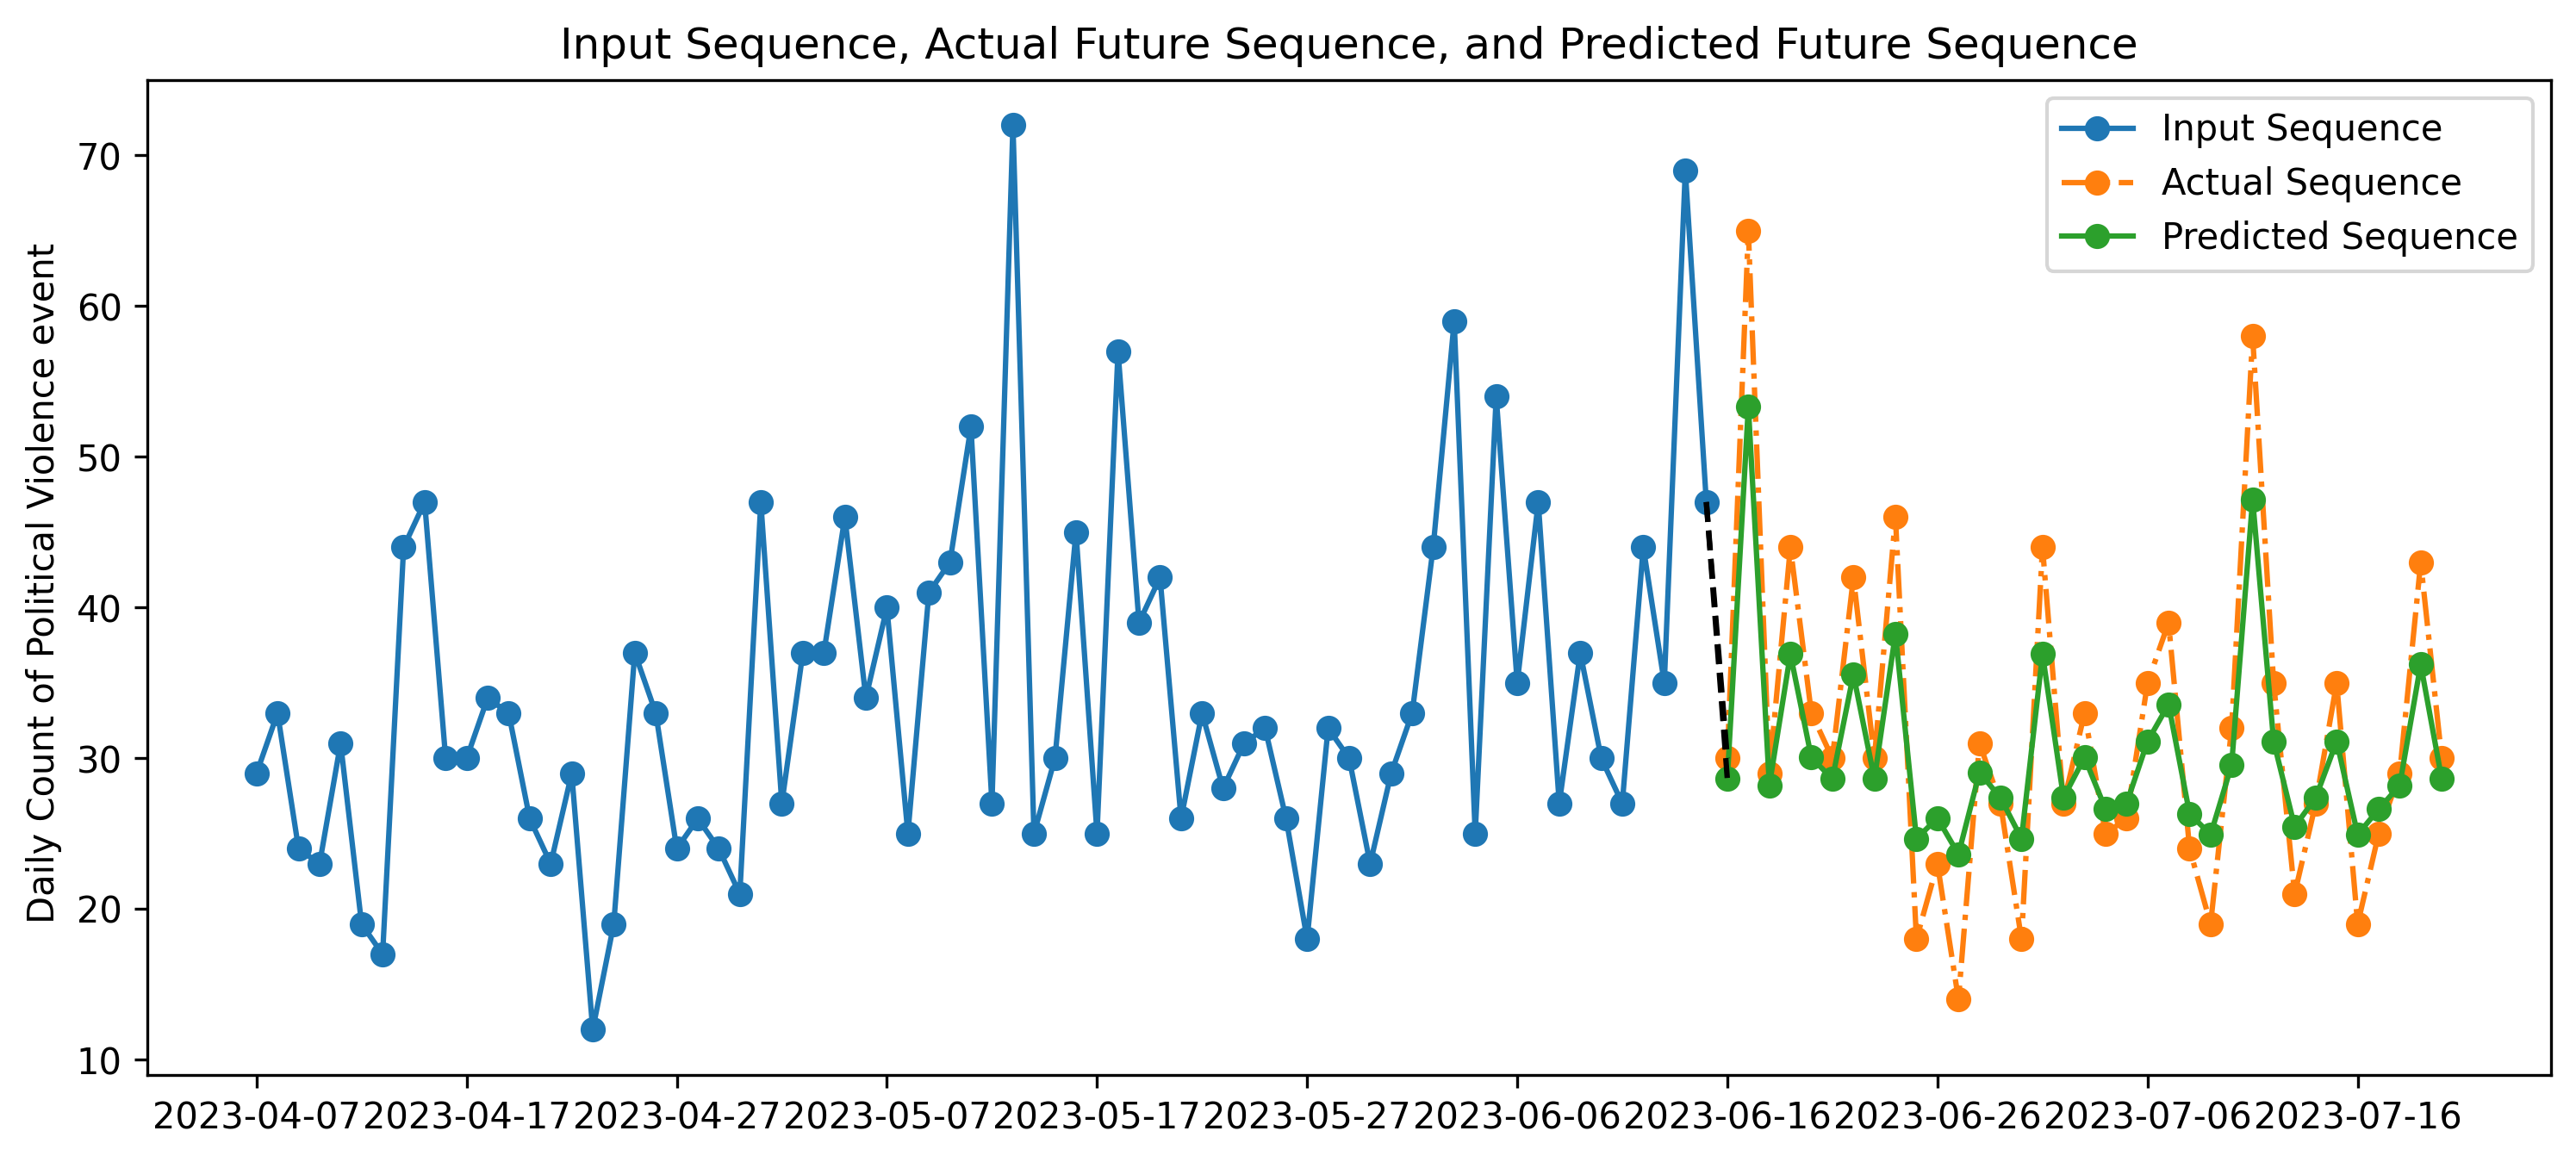 Input Sequence, Actual Future Sequence, and Predicted Future Sequence
Input Sequence
Actual Sequence
Predicted Sequence
Daily Count of Political Violence event
70
60
50
40
30
20
10
2023-04-07 2023-04-17 2023-04-27 2023-05-07 2023-05-17 2023-05-27 2023-06-06 2023-06-16 2023-06-26 2023-07-06 2023-07-16